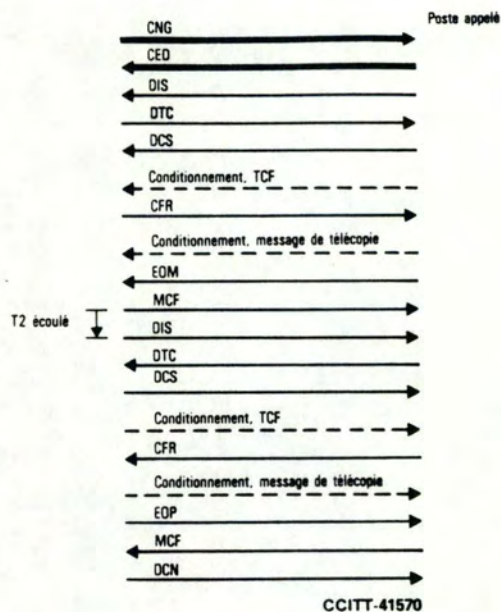 Poste appelé
CNG
CED
DIS
DTC
DCS
Conditionnement, TCF
CFR
Conditionnement, message de télécopie
EOM
MCF
T2 écoulé
DIS
DTC
DCS
Conditionnement, TCF
CFR
Conditionnement, message de télécopie
EOP
MCF
DCN
CCITT-41570